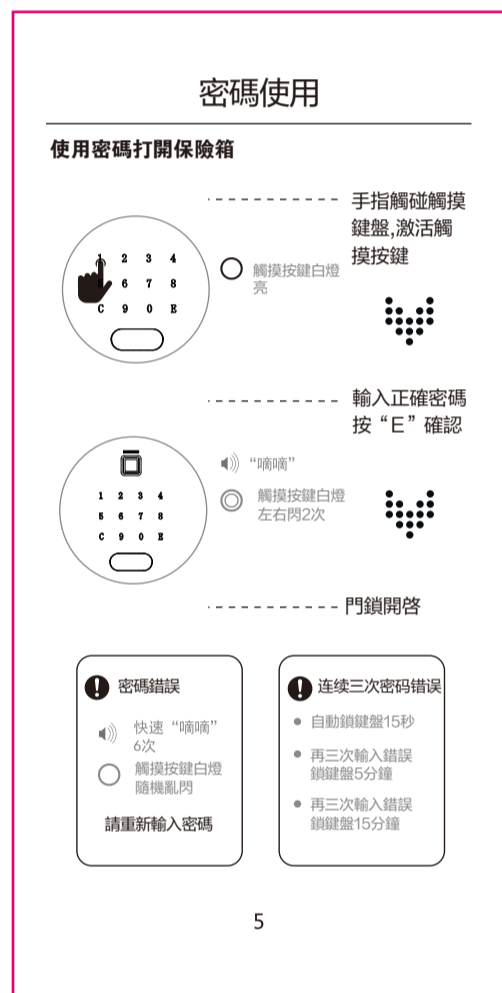 密碼使用
使用密碼打開保險箱
手指觸碰觸摸
鍵盤,激活觸
摸按鍵
1 2 3 4
6 7 8
C 9 0 E
觸摸按鍵白燈
亮
輸入正確密碼
按“E”確認
1 2 3 4
5 6 7 8
C 9 0 E
“嘀嘀”
觸摸按鍵白燈
左右閃2次
門鎖開啓
密碼錯誤
快速“嘀嘀”
6次
觸摸按鍵白燈
隨機亂閃
請重新輸入密碼
连续三次密码错误
自動鎖鍵盤15秒
再三次輸入錯誤
鎖鍵盤5分鐘
再三次輸入錯誤
鎖鍵盤15分鐘
5